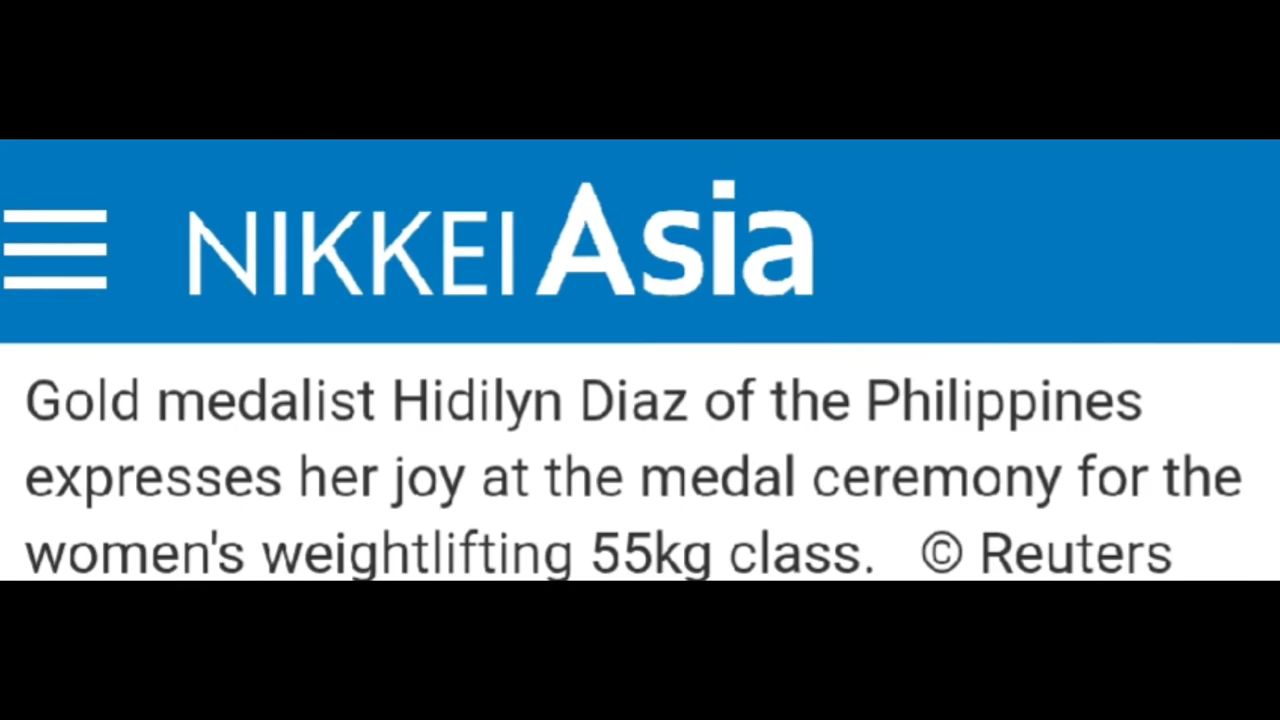 NIKKEI Asia
Gold medalist Hidilyn Diaz of the Philippines
expresses her joy at the medal ceremony for the
women's weightlifting 55kg class. © Reuters